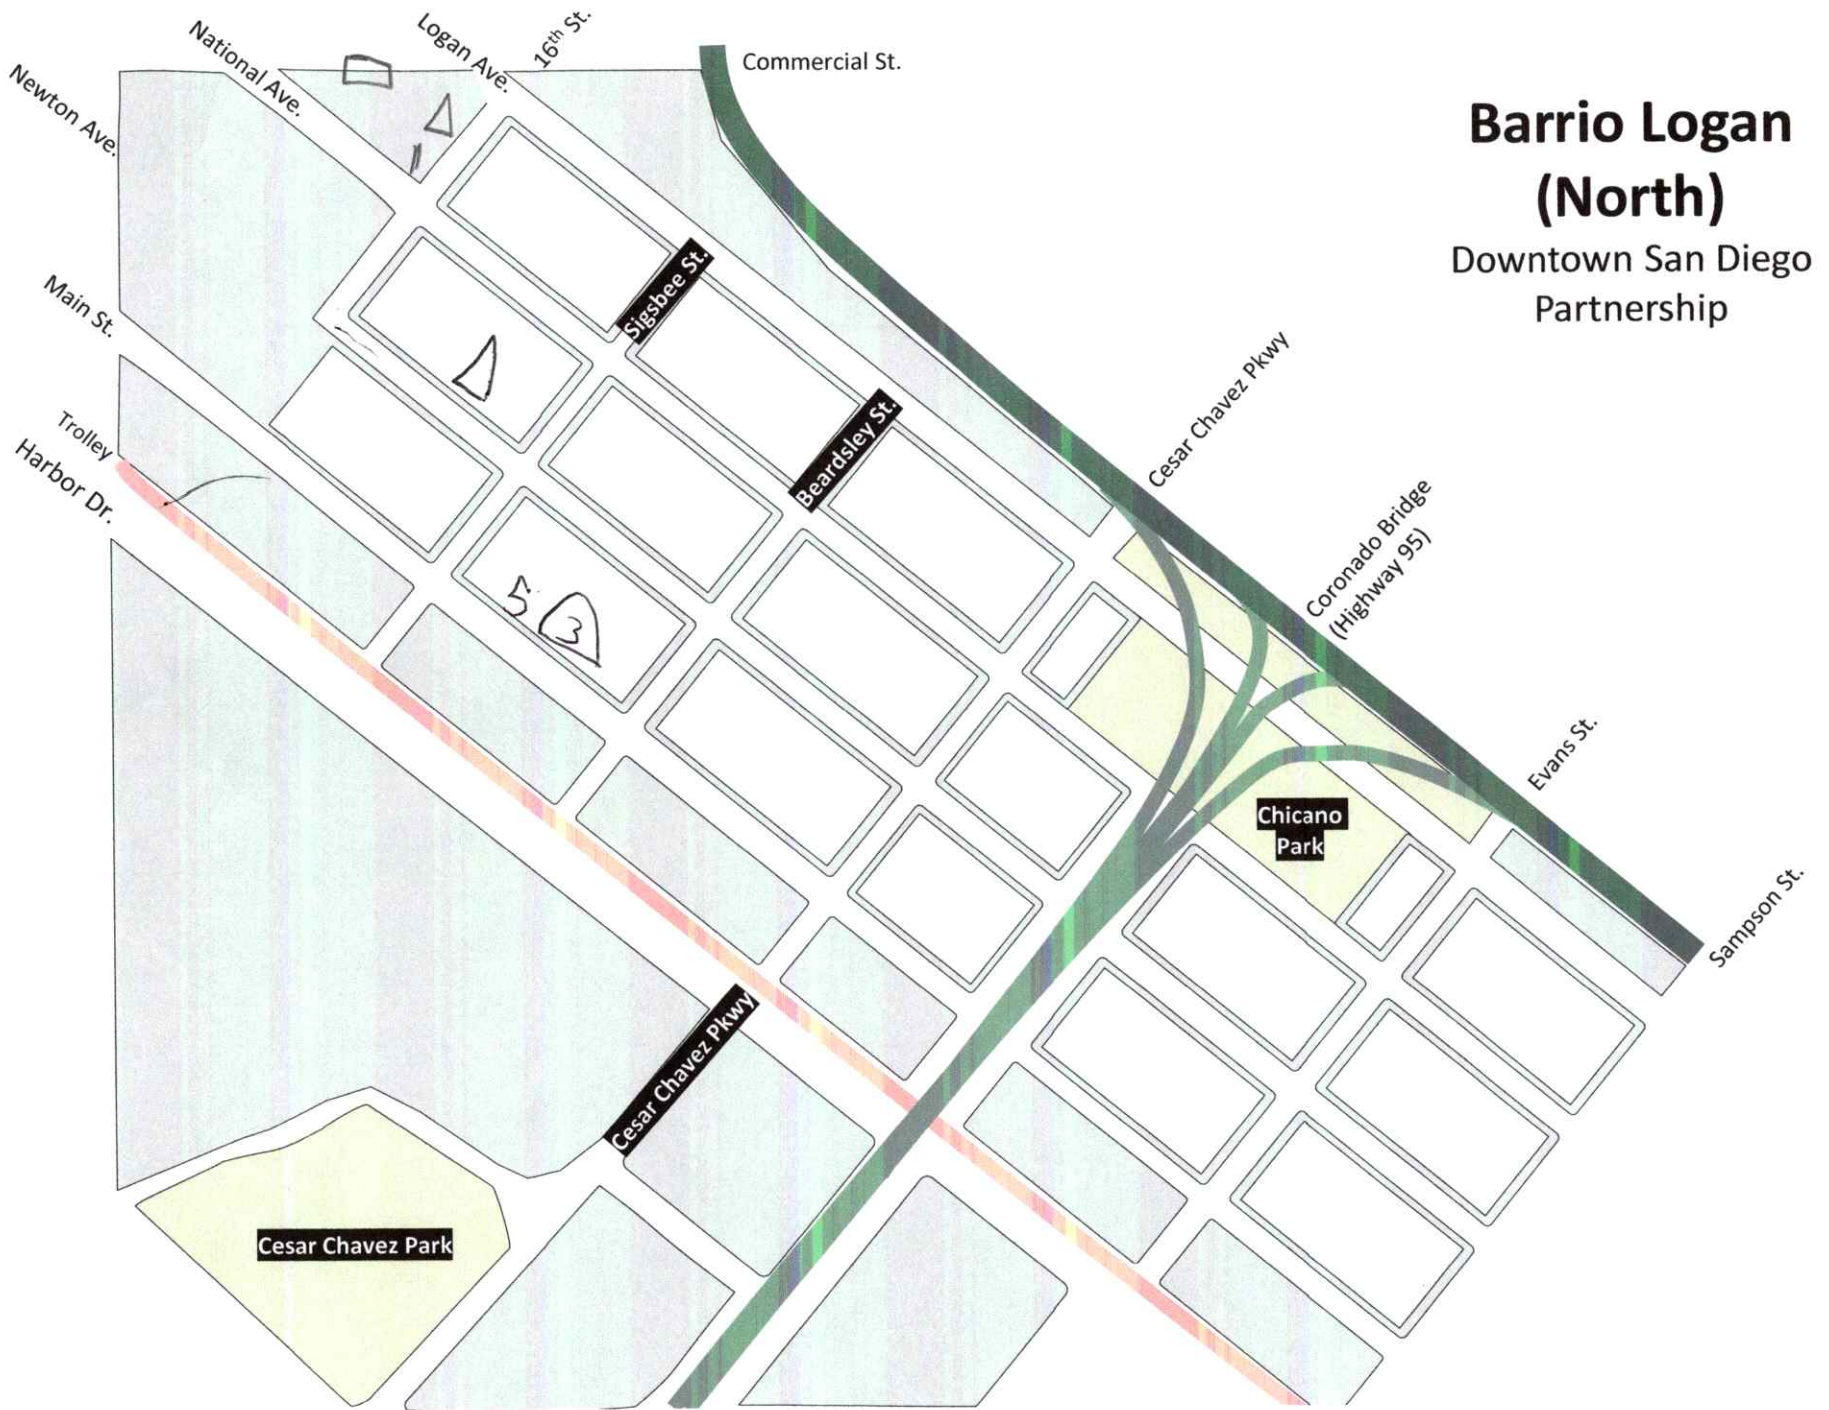 Newton Ave.
National Ave.
Logan Ave.
16th St.
Commercial St.
Barrio Logan
(North)
Downtown San Diego
Partnership
Main St.
Sigsbee St.
Trolley
Harbor Dr.
Beardsley St.
Cesar Chavez Pkwy
Coronado Bridge
(Highway 95)
5
3
Evans St.
Chicano
Park
Sampson St.
Cesar Chavez Pkwy
Cesar Chavez Park